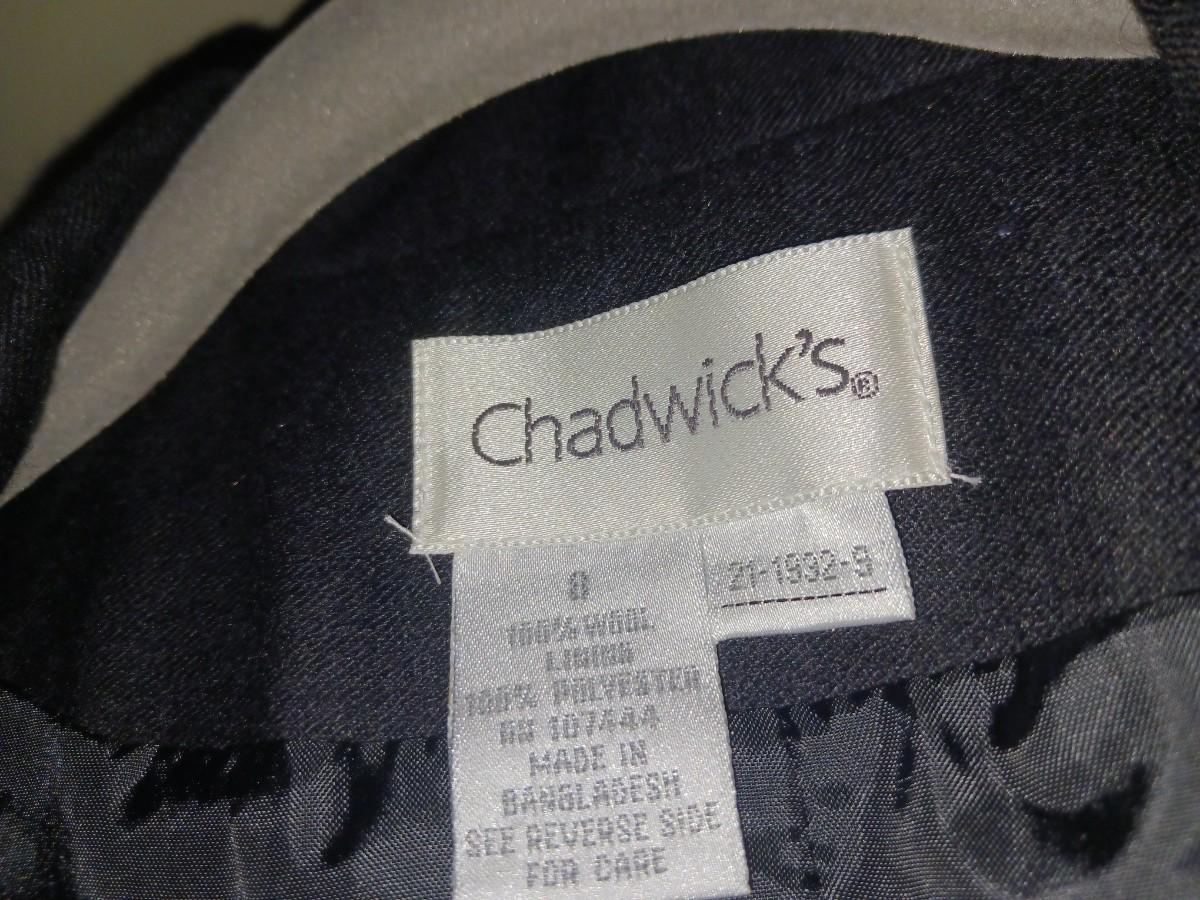 Chadwick's®
21-1932-9
100% WOOL
LINING
100% POLYESTER
RN 107444
MADE IN
BANGLADESH
SEE REVERSE SIDE
FOR CARE